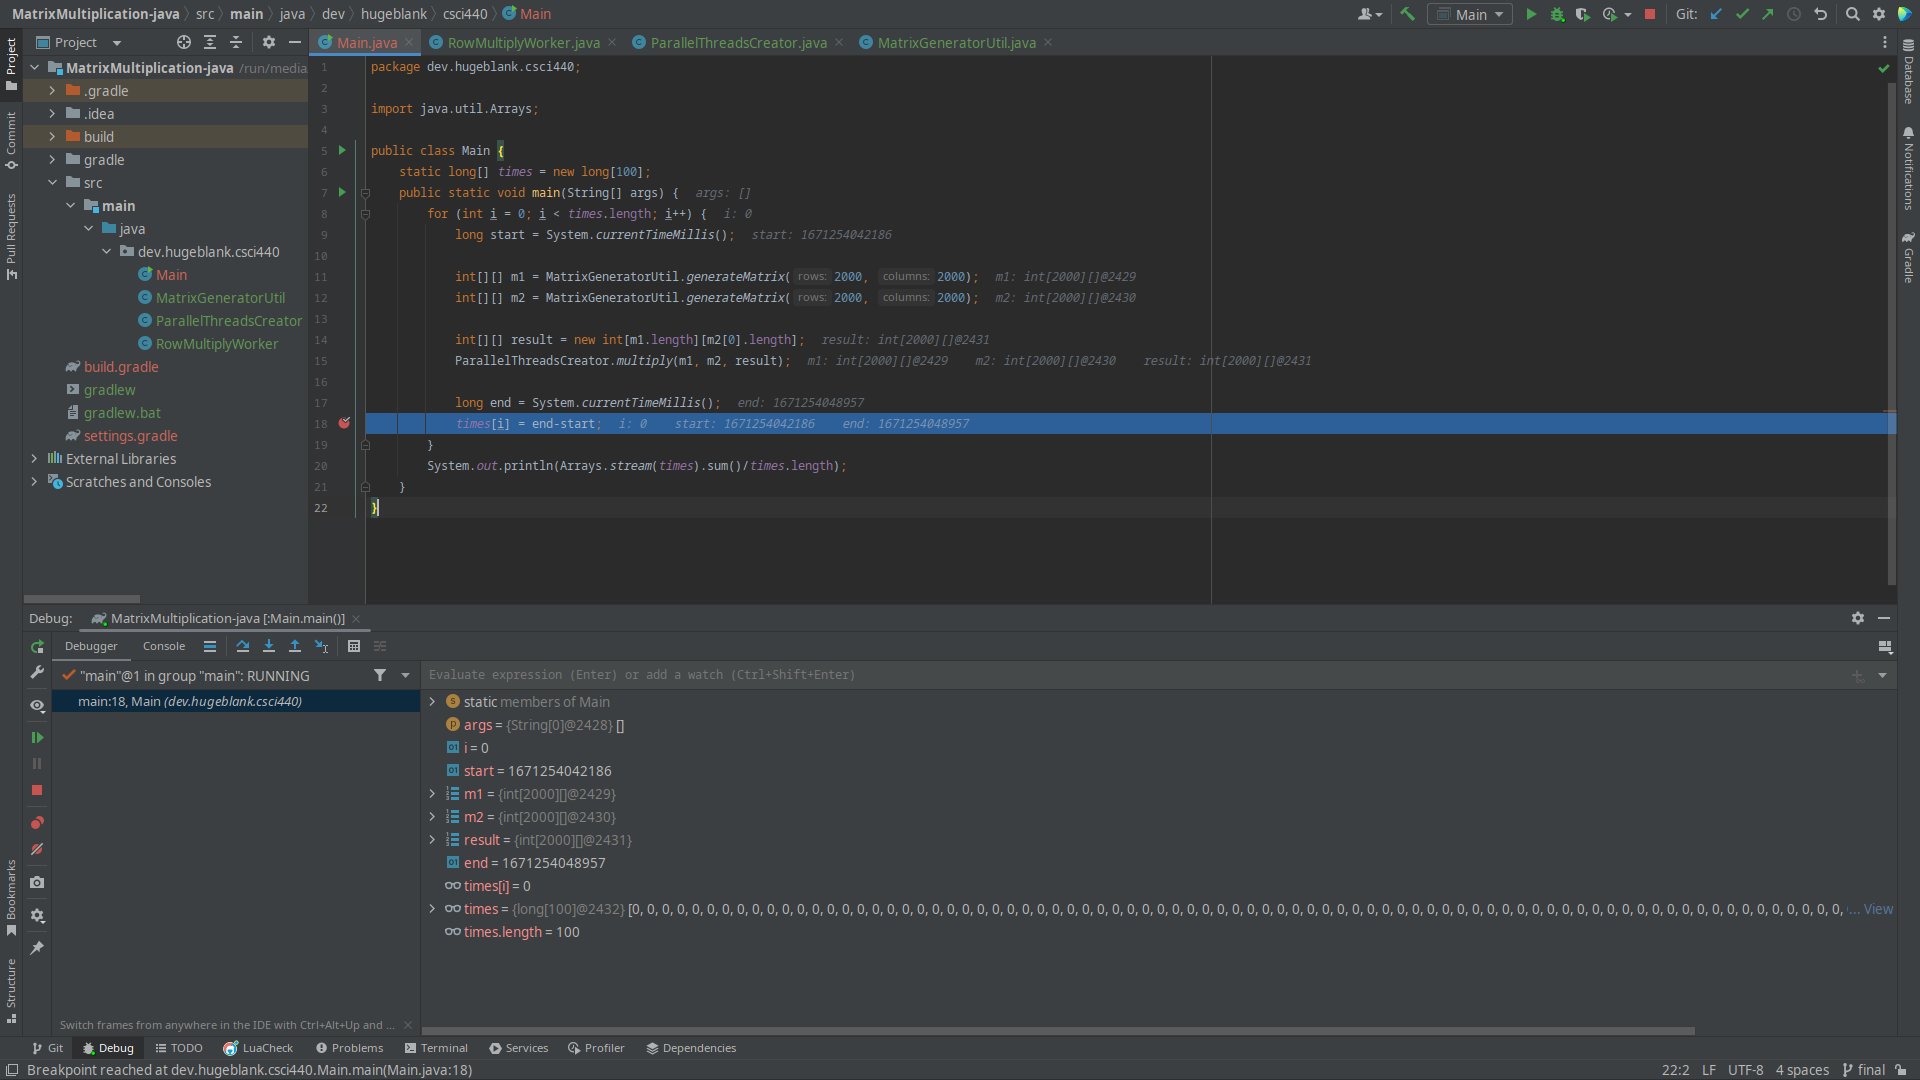 MatrixMultiplication-java 〉 src 〉 main 〉 java 〉 dev 〉 hugeblank 〉 csci440 〉 Main
Main
Git:
Project
Main.java
RowMultiplyWorker.java
ParallelThreadsCreator.java
MatrixGeneratorUtil.java
Project
Commit
Pull Requests
Bookmarks
Structure
Database
Notifications
Gradle
MatrixMultiplication-java /run/media
.gradle
.idea
build
gradle
src
main
java
dev.hugeblank.csci440
Main
MatrixGeneratorUtil
ParallelThreadsCreator
RowMultiplyWorker
build.gradle
gradlew
gradlew.bat
settings.gradle
External Libraries
Scratches and Consoles
1 package dev.hugeblank.csci440;
2
3 import java.util.Arrays;
4
5 public class Main {
6 static long[] times = new long[100];
7 public static void main(String[] args) { args: []
8 for (int i = 0; i < times.length; i++) { i: 0
9 long start = System.currentTimeMillis(); start: 1671254042186
10
11 int[][] m1 = MatrixGeneratorUtil.generateMatrix( rows: 2000, columns: 2000); m1: int[2000][]@2429
12 int[][] m2 = MatrixGeneratorUtil.generateMatrix( rows: 2000, columns: 2000); m2: int[2000][]@2430
13
14 int[][] result = new int[m1.length][m2[0].length]; result: int[2000][]@2431
15 ParallelThreadsCreator.multiply(m1, m2, result); m1: int[2000][]@2429 m2: int[2000][]@2430 result: int[2000][]@2431
16
17 long end = System.currentTimeMillis(); end: 1671254048957
18 times[i] = end-start; i: 0 start: 1671254042186 end: 1671254048957
19 }
20 System.out.println(Arrays.stream(times).sum()/times.length);
21 }
22 }
Debug: MatrixMultiplication-java [:Main.main()]
Debugger Console
"main"@1 in group "main": RUNNING
main:18, Main (dev.hugeblank.csci440)
Switch frames from anywhere in the IDE with Ctrl+Alt+Up and ...
Evaluate expression (Enter) or add a watch (Ctrl+Shift+Enter)
static members of Main
args = {String[0]@2428} []
i = 0
start = 1671254042186
m1 = {int[2000][]@2429}
m2 = {int[2000][]@2430}
result = {int[2000][]@2431}
end = 1671254048957
times[i] = 0
times = {long[100]@2432} [0, 0, 0, 0, 0, 0, 0, 0, 0, 0, 0, 0, 0, 0, 0, 0, 0, 0, 0, 0, 0, 0, 0, 0, 0, 0, 0, 0, 0, 0, 0, 0, 0, 0, 0, 0, 0, 0, 0, 0, 0, 0, 0, 0, 0, 0, 0, 0, 0, 0, 0, 0, 0, 0, 0, 0, 0, 0, 0, 0, 0, 0, 0, 0, 0, 0, 0, 0, 0, 0, 0, 0, 0, 0, 0, 0, 0, 0, 0, 0, 0, ... View
times.length = 100
Git Debug TODO LuaCheck Problems Terminal Services Profiler Dependencies
Breakpoint reached at dev.hugeblank.csci440.Main.main(Main.java:18)
22:2 LF UTF-8 4 spaces final